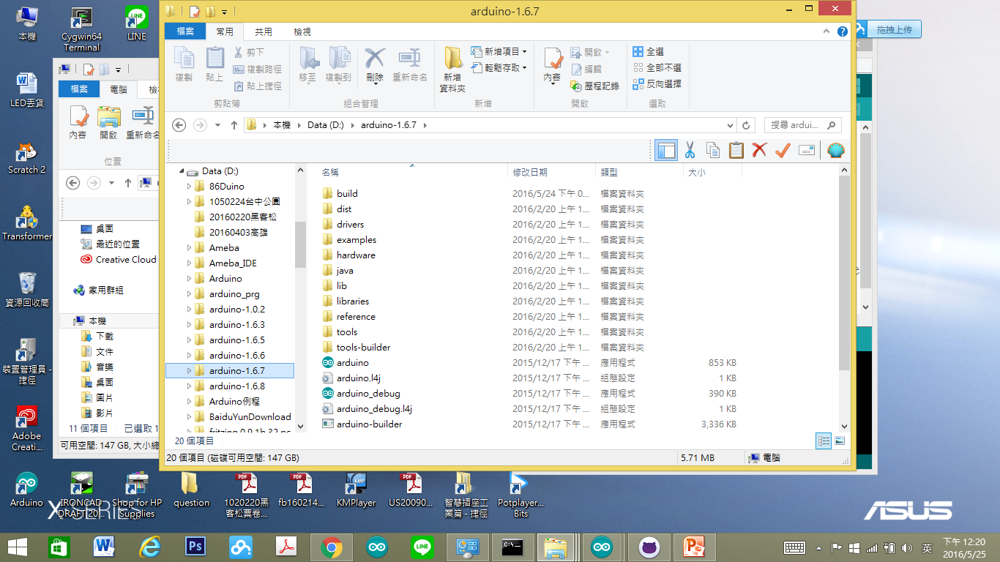 arduino-1.6.7
檔案 常用 共用 檢視
複製 貼上 剪下 複製路徑 貼上捷徑
剪貼簿
移至 複製到 刪除 重新命名
組合管理
新增資料夾 新增項目 輕鬆存取
新增
內容 開啟 編輯 歷程記錄
開啟
全選 全部不選 反向選擇
選取
本機 Data (D:) arduino-1.6.7
搜尋 ardui...
Data (D:)
86Duino
1050224台中公園
20160220黑客松
20160403高雄
Ameba
Ameba_IDE
Arduino
arduino_prg
arduino-1.0.2
arduino-1.6.3
arduino-1.6.5
arduino-1.6.6
arduino-1.6.7
arduino-1.6.8
Arduino例程
BaiduYunDownload
名稱 修改日期 類型 大小
build 2016/5/24 下午 0... 檔案資料夾
dist 2016/2/20 上午 1... 檔案資料夾
drivers 2016/2/20 上午 1... 檔案資料夾
examples 2016/2/20 上午 1... 檔案資料夾
hardware 2016/2/20 上午 1... 檔案資料夾
java 2016/2/20 上午 1... 檔案資料夾
lib 2016/2/20 上午 1... 檔案資料夾
libraries 2016/2/20 上午 1... 檔案資料夾
reference 2016/2/20 上午 1... 檔案資料夾
tools 2016/2/20 上午 1... 檔案資料夾
tools-builder 2016/2/20 上午 1... 檔案資料夾
arduino 2015/12/17 下午 ... 應用程式 853 KB
arduino.l4j 2015/12/17 下午 ... 組態設定 1 KB
arduino_debug 2015/12/17 下午 ... 應用程式 390 KB
arduino_debug.l4j 2015/12/17 下午 ... 組態設定 1 KB
arduino-builder 2015/12/17 下午 ... 應用程式 3,336 KB
20 個項目
20 個項目 (磁碟可用空間: 147 GB) 5.71 MB 電腦
拖拽上传
本機
Cygwin64 Terminal
LINE
LED丟貨
Scratch 2
Transformer
資源回收筒
裝置管理員 - 捷徑
Adobe Creati...
檔案 電腦
內容 開啟 重新命名
位置
桌面
最近的位置
Creative Cloud
家用群組
本機
下載
文件
音樂
桌面
圖片
影片
11 個項目 已選取 1
可用空間: 147 GB, 大小總
Arduino
IRONCAD DRAFT 20...
Shop for HP Supplies
question
1020220黑客松票卷...
fb160214...
KMPlayer
US20090...
智慧插座工業篇 - 捷徑
Potplayer... Bits
X SERIES
ASUS
英
下午 12:20
2016/5/25